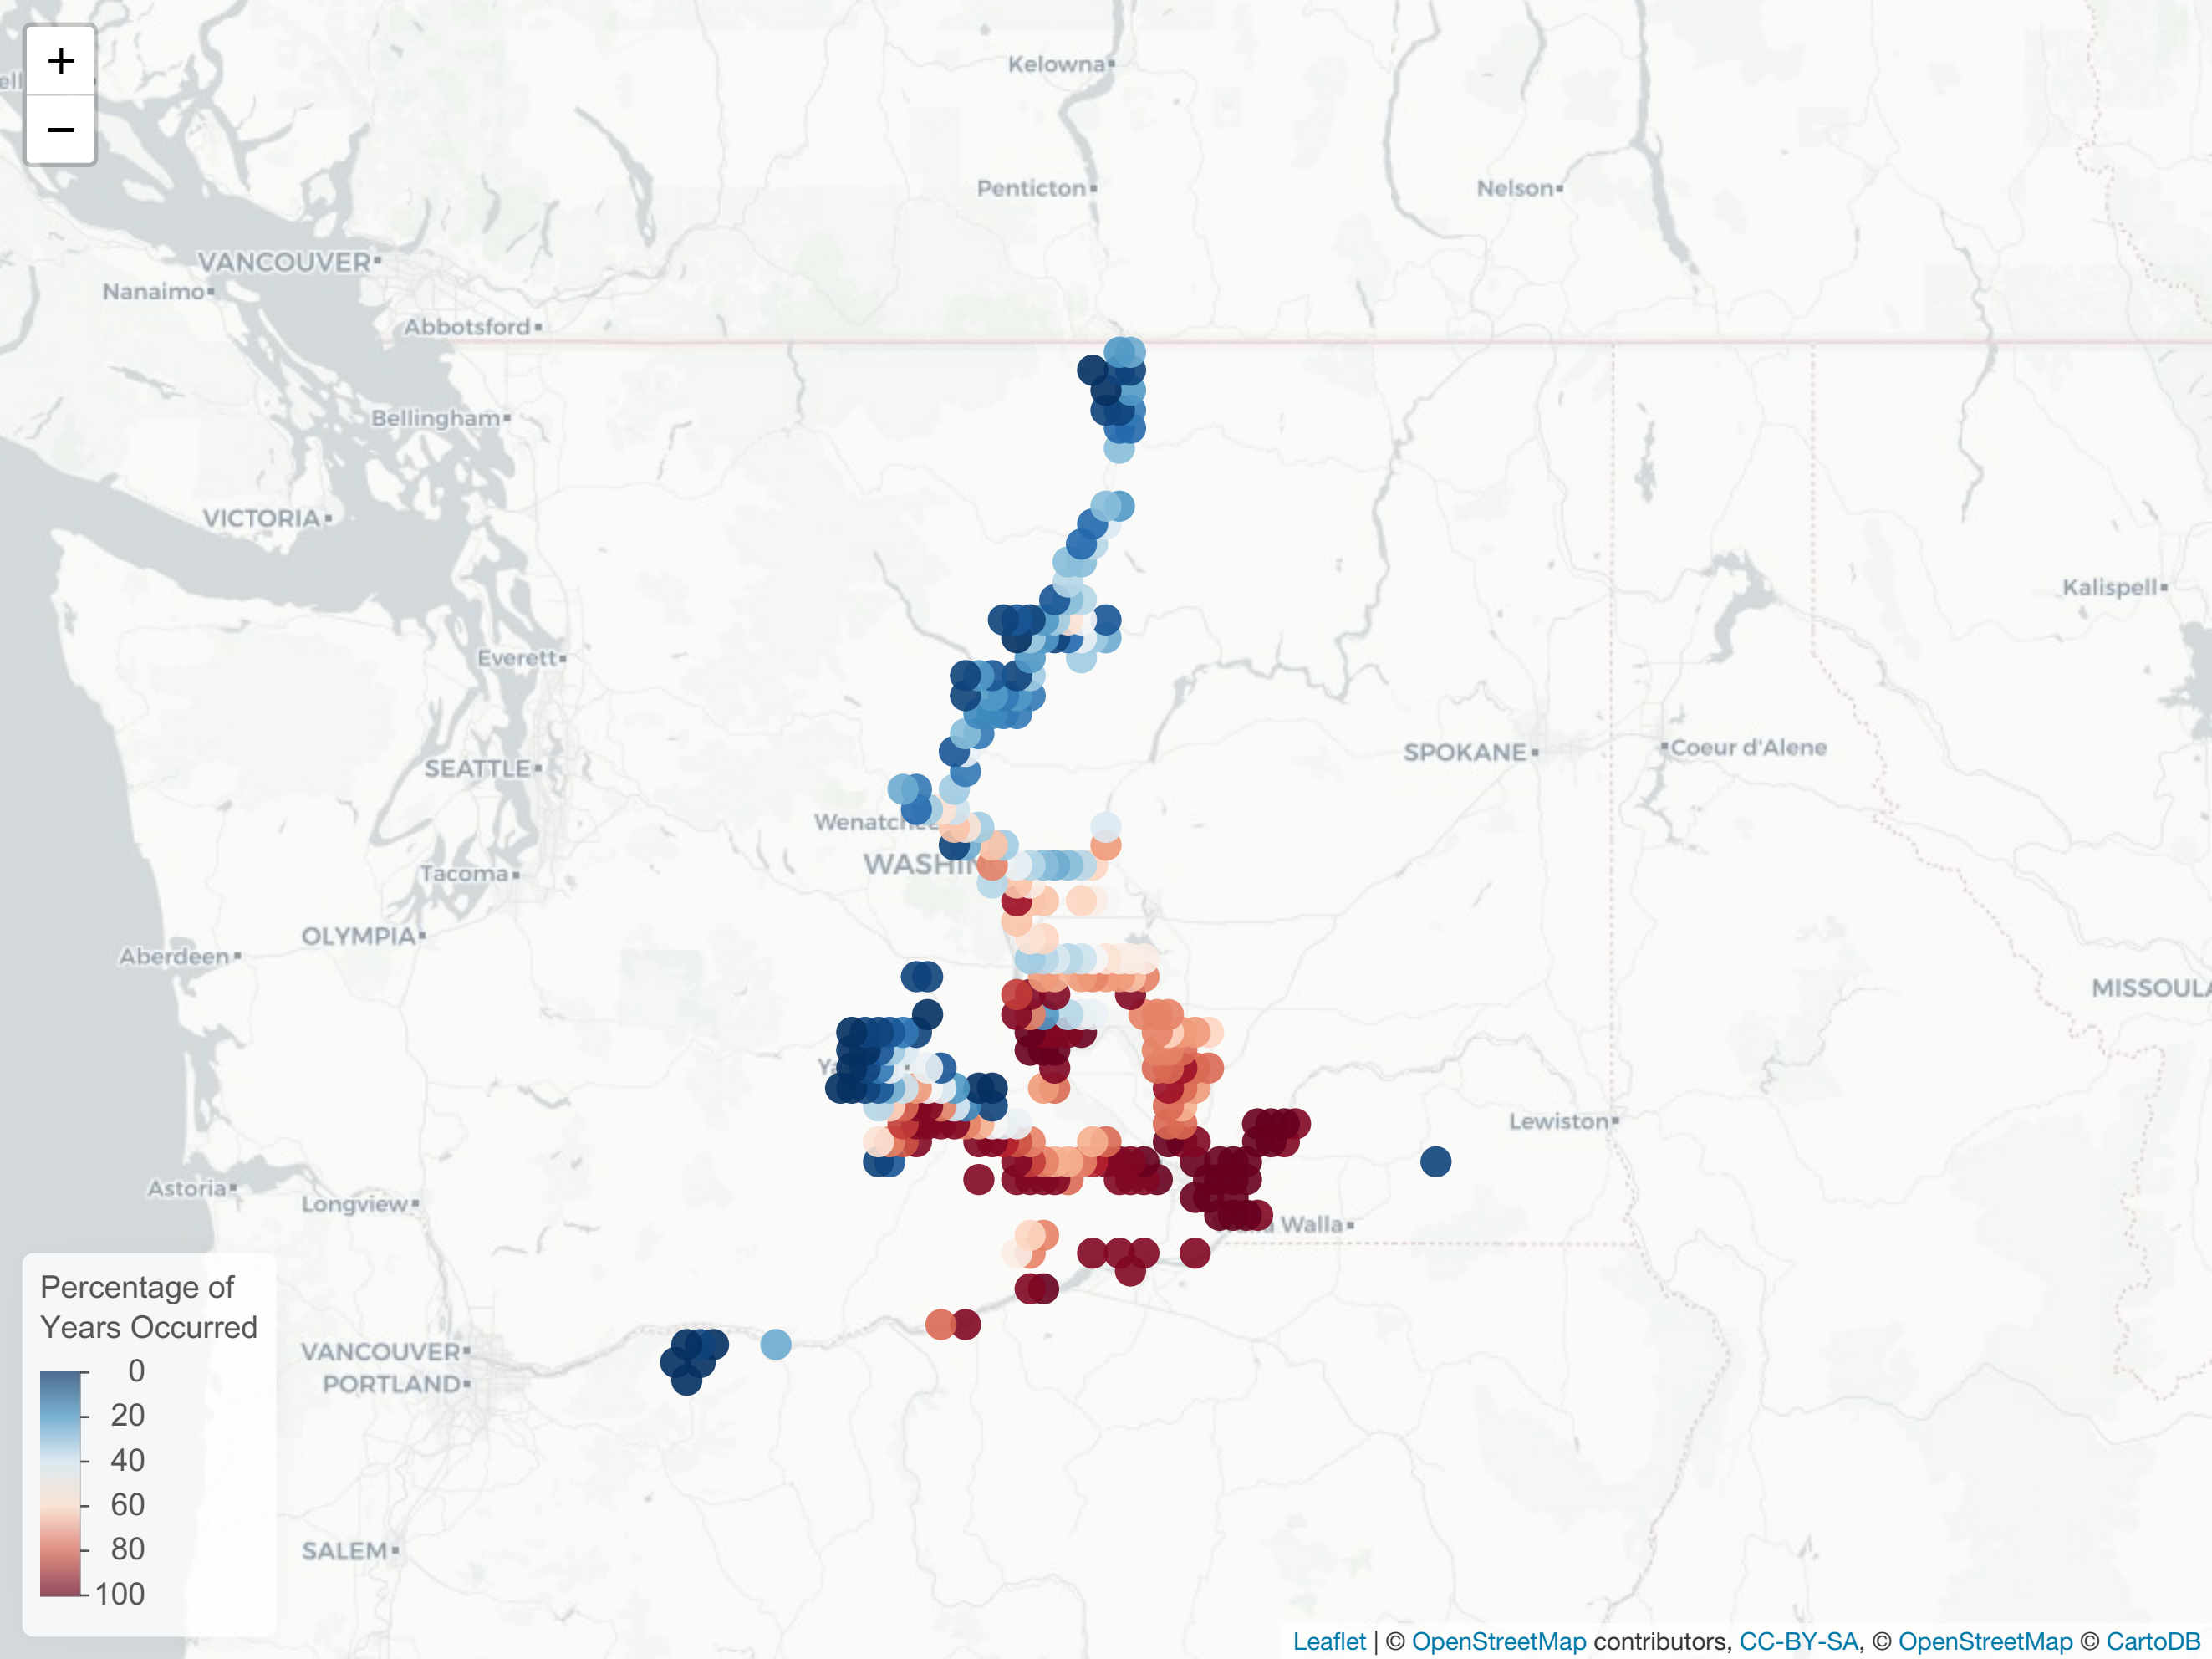 +
−
Kelowna
Penticton
Nelson
VANCOUVER
Nanaimo
Abbotsford
Bellingham
VICTORIA
Kalispell
Everett
SPOKANE
Coeur d'Alene
SEATTLE
Tacoma
OLYMPIA
Aberdeen
MISSOULA
Lewiston
Astoria
Longview
Walla
Percentage of
Years Occurred
0
20
40
60
80
100
VANCOUVER
PORTLAND
SALEM
Leaflet | © OpenStreetMap contributors, CC-BY-SA, © OpenStreetMap © CartoDB